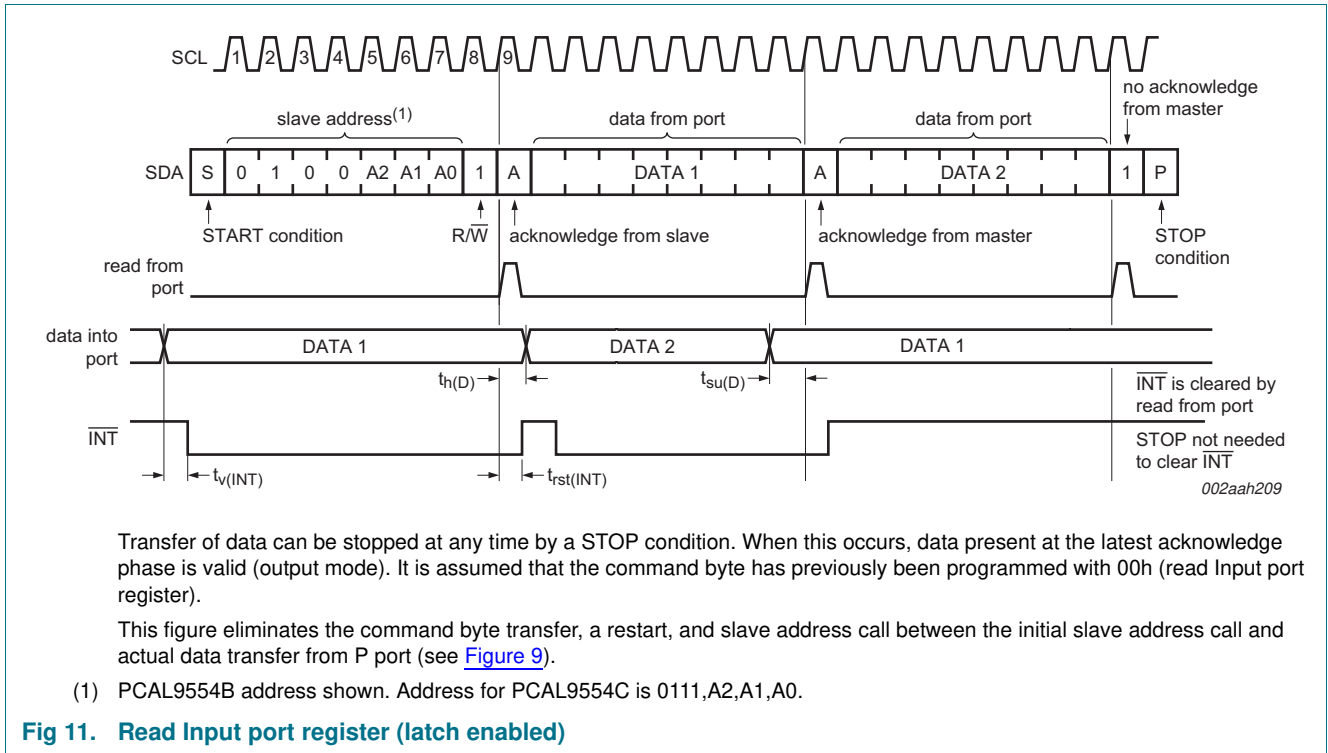 SCL 1 2 3 4 5 6 7 8 9
no acknowledge
from master
slave address(1) data from port data from port
SDA S 0 1 0 0 A2 A1 A0 1 A DATA 1 A DATA 2 1 P
START condition R/W̅ acknowledge from slave acknowledge from master STOP
condition
read from
port
data into
port
DATA 1 DATA 2 DATA 1
th(D) tsu(D)
I̅N̅T̅ is cleared by
read from port
I̅N̅T̅
STOP not needed
to clear I̅N̅T̅
tv(INT) trst(INT)
002aah209
Transfer of data can be stopped at any time by a STOP condition. When this occurs, data present at the latest acknowledge
phase is valid (output mode). It is assumed that the command byte has previously been programmed with 00h (read Input port
register).
This figure eliminates the command byte transfer, a restart, and slave address call between the initial slave address call and
actual data transfer from P port (see Figure 9).
(1) PCAL9554B address shown. Address for PCAL9554C is 0111,A2,A1,A0.
Fig 11. Read Input port register (latch enabled)